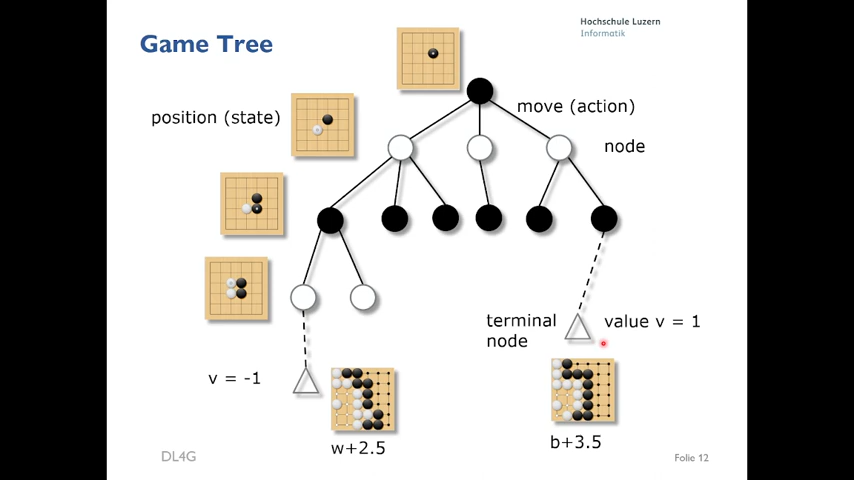 Hochschule Luzern
Informatik
Game Tree
position (state)
move (action)
node
terminal
node
value v = 1
v = -1
w+2.5
b+3.5
DL4G
Folie 12